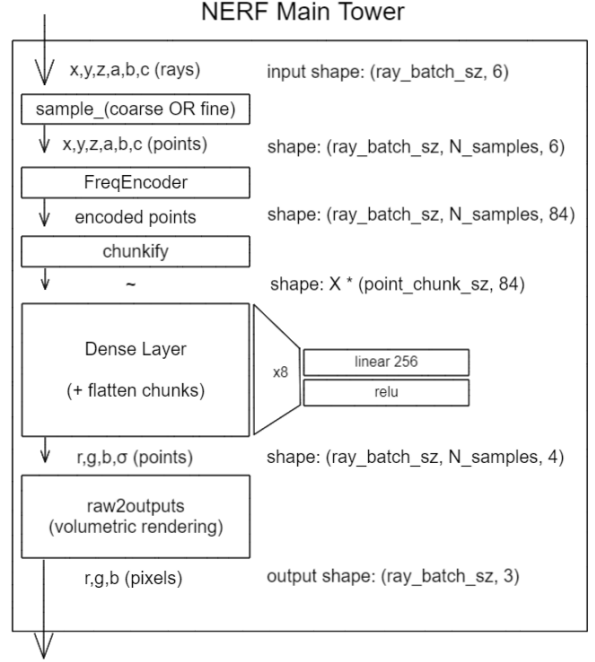 NERF Main Tower
x,y,z,a,b,c (rays)
input shape: (ray_batch_sz, 6)
sample_(coarse OR fine)
x,y,z,a,b,c (points)
shape: (ray_batch_sz, N_samples, 6)
FreqEncoder
encoded points
shape: (ray_batch_sz, N_samples, 84)
chunkify
~
shape: X * (point_chunk_sz, 84)
Dense Layer
(+ flatten chunks)
x8
linear 256
relu
r,g,b,σ (points)
shape: (ray_batch_sz, N_samples, 4)
raw2outputs
(volumetric rendering)
r,g,b (pixels)
output shape: (ray_batch_sz, 3)